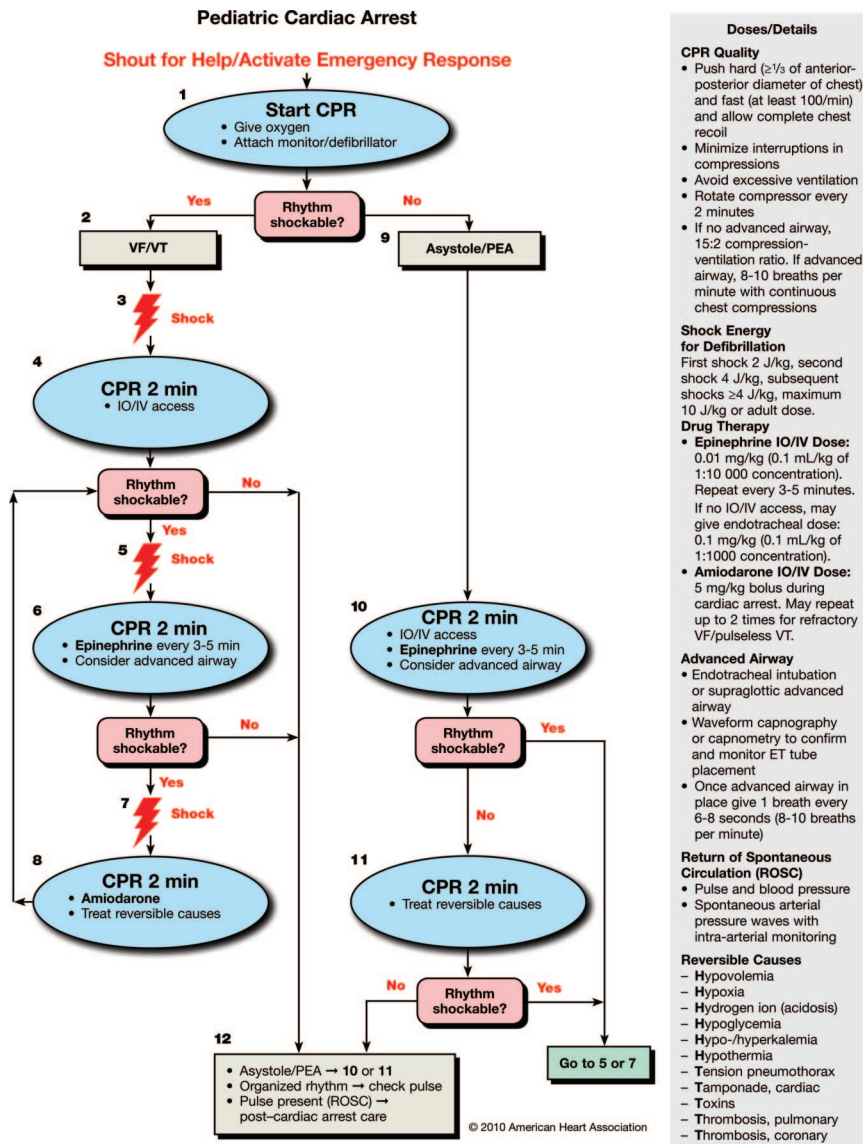 Pediatric Cardiac Arrest
Shout for Help/Activate Emergency Response
1
Start CPR
• Give oxygen
• Attach monitor/defibrillator
Rhythm
shockable?
Yes
No
2
VF/VT
9
Asystole/PEA
3
Shock
4
CPR 2 min
• IO/IV access
Rhythm
shockable?
No
Yes
5
Shock
6
CPR 2 min
• Epinephrine every 3-5 min
• Consider advanced airway
10
CPR 2 min
• IO/IV access
• Epinephrine every 3-5 min
• Consider advanced airway
Rhythm
shockable?
No
Yes
Rhythm
shockable?
Yes
No
7
Shock
8
CPR 2 min
• Amiodarone
• Treat reversible causes
11
CPR 2 min
• Treat reversible causes
No
Rhythm
shockable?
Yes
12
• Asystole/PEA → 10 or 11
• Organized rhythm → check pulse
• Pulse present (ROSC) →
post–cardiac arrest care
Go to 5 or 7
© 2010 American Heart Association
Doses/Details
CPR Quality
• Push hard (≥1/3 of anterior-
posterior diameter of chest)
and fast (at least 100/min)
and allow complete chest
recoil
• Minimize interruptions in
compressions
• Avoid excessive ventilation
• Rotate compressor every
2 minutes
• If no advanced airway,
15:2 compression-
ventilation ratio. If advanced
airway, 8-10 breaths per
minute with continuous
chest compressions
Shock Energy
for Defibrillation
First shock 2 J/kg, second
shock 4 J/kg, subsequent
shocks ≥4 J/kg, maximum
10 J/kg or adult dose.
Drug Therapy
• Epinephrine IO/IV Dose:
0.01 mg/kg (0.1 mL/kg of
1:10 000 concentration).
Repeat every 3-5 minutes.
If no IO/IV access, may
give endotracheal dose:
0.1 mg/kg (0.1 mL/kg of
1:1000 concentration).
• Amiodarone IO/IV Dose:
5 mg/kg bolus during
cardiac arrest. May repeat
up to 2 times for refractory
VF/pulseless VT.
Advanced Airway
• Endotracheal intubation
or supraglottic advanced
airway
• Waveform capnography
or capnometry to confirm
and monitor ET tube
placement
• Once advanced airway in
place give 1 breath every
6-8 seconds (8-10 breaths
per minute)
Return of Spontaneous
Circulation (ROSC)
• Pulse and blood pressure
• Spontaneous arterial
pressure waves with
intra-arterial monitoring
Reversible Causes
– Hypovolemia
– Hypoxia
– Hydrogen ion (acidosis)
– Hypoglycemia
– Hypo-/hyperkalemia
– Hypothermia
– Tension pneumothorax
– Tamponade, cardiac
– Toxins
– Thrombosis, pulmonary
– Thrombosis, coronary